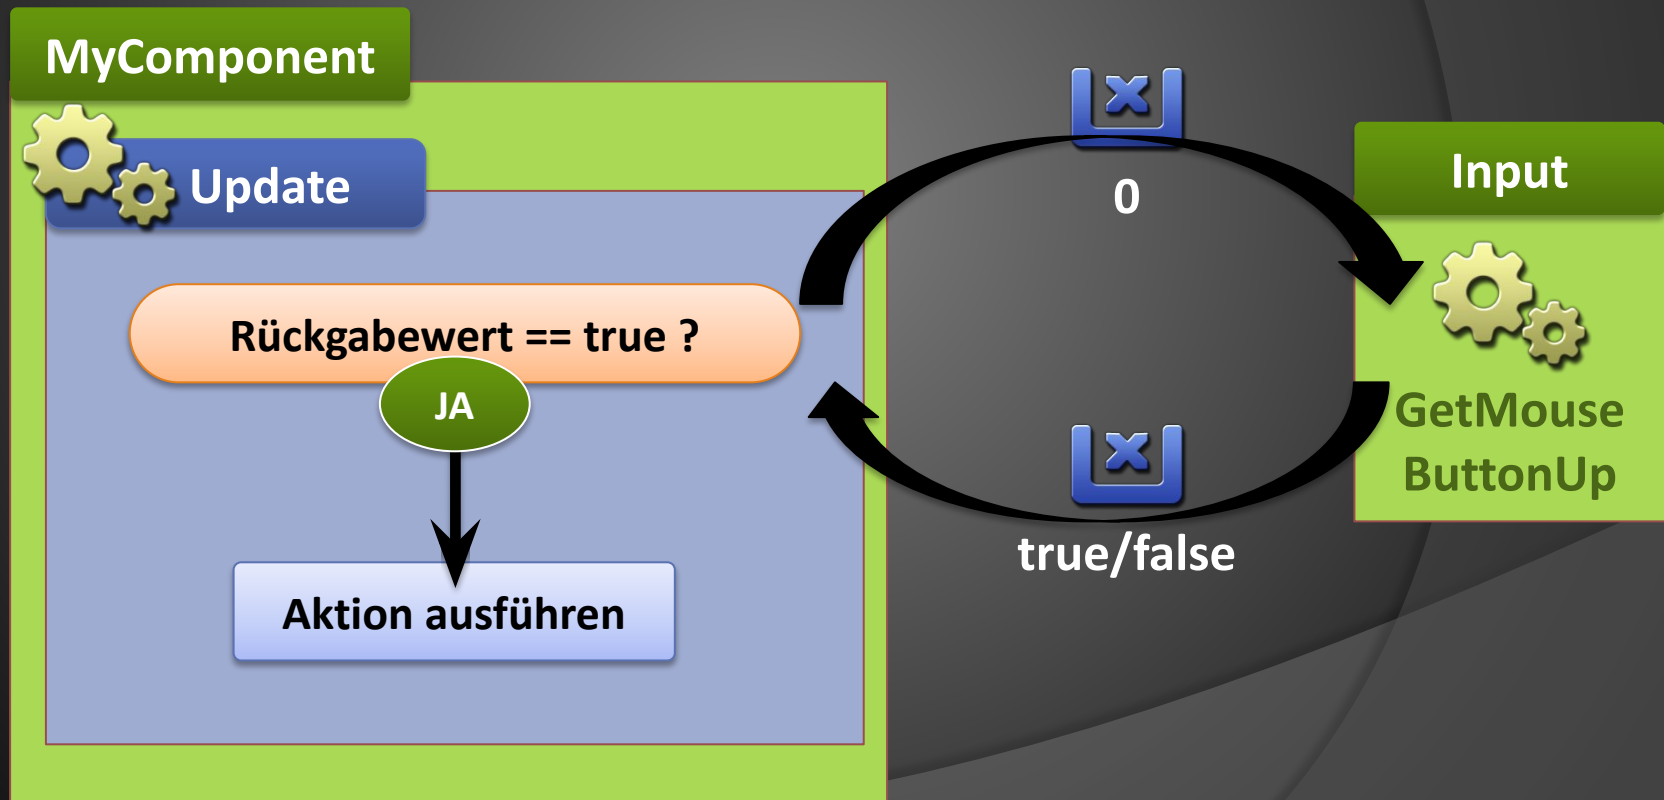 MyComponent
Update
Rückgabewert == true ?
JA
Aktion ausführen
0
true/false
Input
GetMouse
ButtonUp